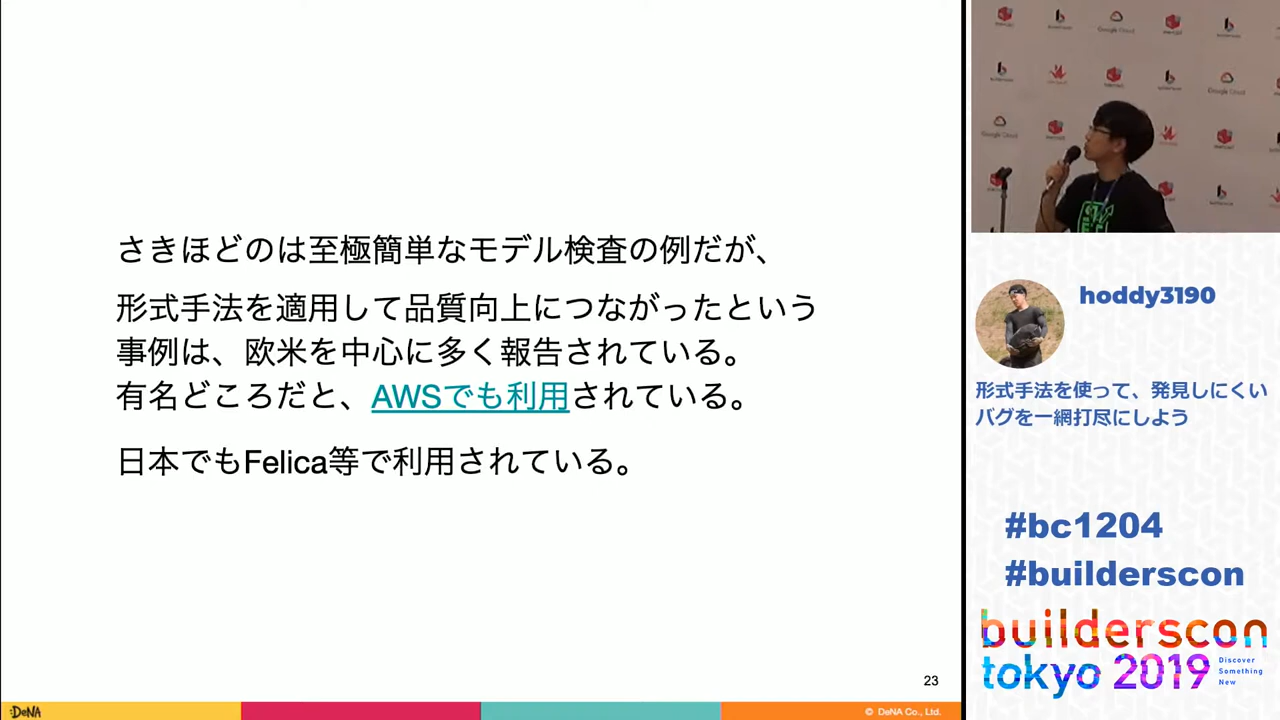 さきほどのは至極簡単なモデル検査の例だが、
形式手法を適用して品質向上につながったという
事例は、欧米を中心に多く報告されている。
有名どころだと、AWSでも利用されている。
日本でもFelica等で利用されている。
23
:DeNA
© DeNA Co., Ltd.
Google Cloud
Google Cloud
Google Cloud
hoddy3190
形式手法を使って、発見しにくい
バグを一網打尽にしよう
#bc1204
#builderscon
builderscon
tokyo 2019
Discover
Something
New